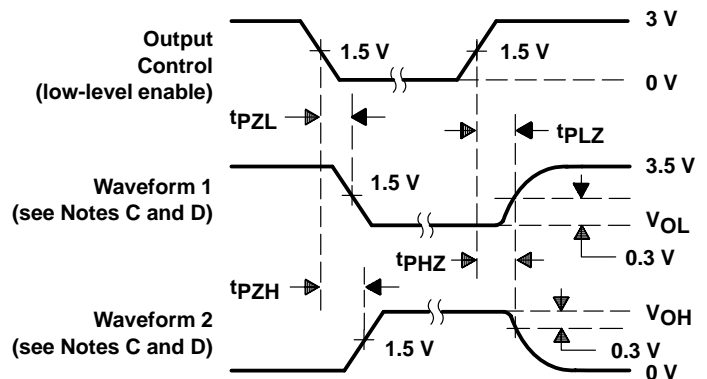 3 V
Output
Control
(low-level enable)
1.5 V
1.5 V
0 V
tPZL
tPLZ
3.5 V
Waveform 1
(see Notes C and D)
1.5 V
VOL
0.3 V
tPHZ
tPZH
Waveform 2
(see Notes C and D)
VOH
1.5 V
0.3 V
0 V